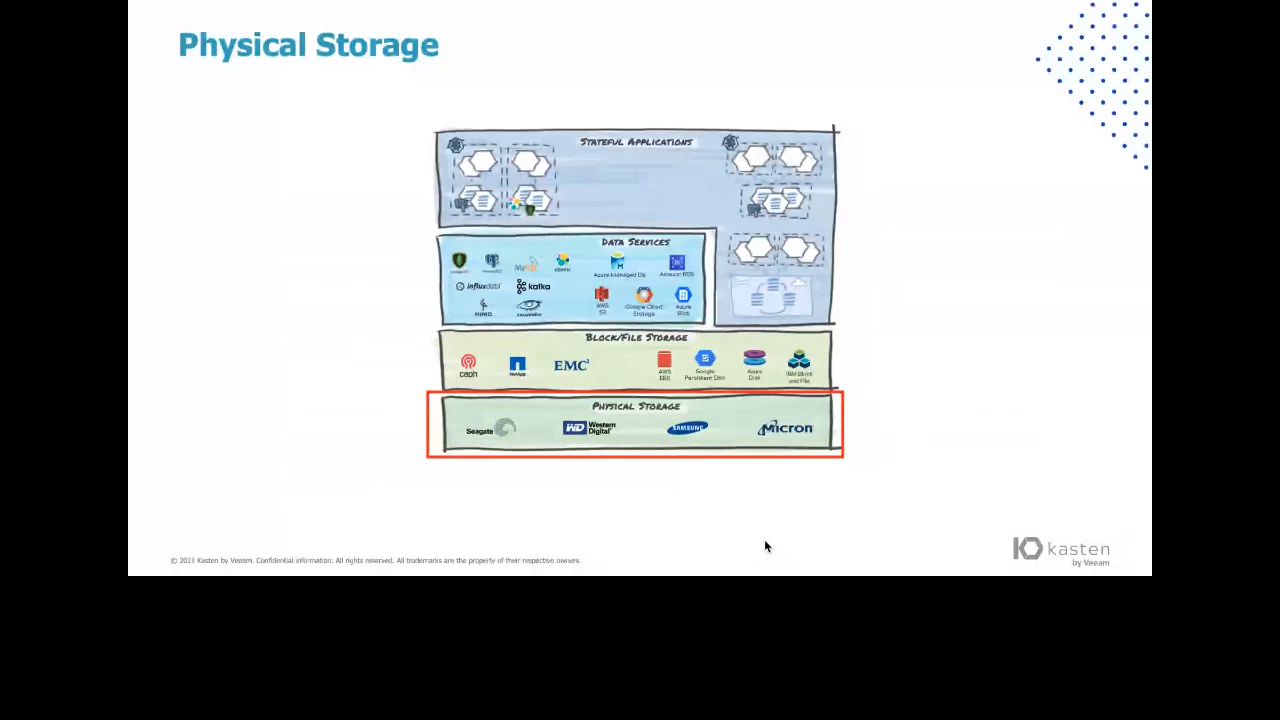 Physical Storage
STATEFUL APPLICATIONS
DATA SERVICES
MySQL
Azure Managed Db
Amazon RDS
influxdata
kafka
AWS
S3
Google Cloud
Storage
Azure
Blob
BLOCK/FILE STORAGE
ceph
NetApp
EMC²
AWS
EBS
Google
Persistent Disk
Azure
Disk
IBM Block
and File
PHYSICAL STORAGE
Seagate
WD Western
Digital
SAMSUNG
Micron
© 2023 Kasten by Veeam. Confidential information. All rights reserved. All trademarks are the property of their respective owners.
kasten
by Veeam